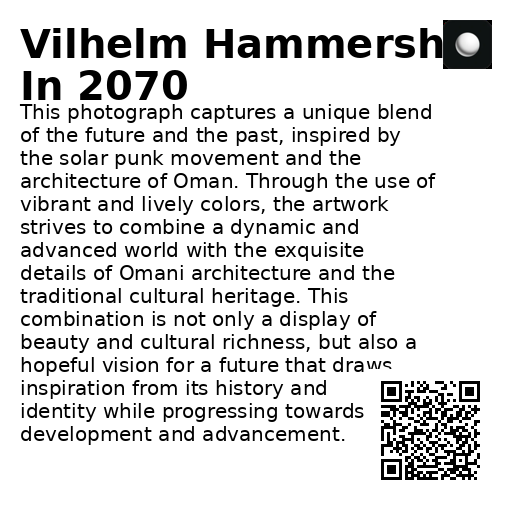 Vilhelm Hammersh
In 2070
This photograph captures a unique blend
of the future and the past, inspired by
the solar punk movement and the
architecture of Oman. Through the use of
vibrant and lively colors, the artwork
strives to combine a dynamic and
advanced world with the exquisite
details of Omani architecture and the
traditional cultural heritage. This
combination is not only a display of
beauty and cultural richness, but also a
hopeful vision for a future that draws
inspiration from its history and
identity while progressing towards
development and advancement.